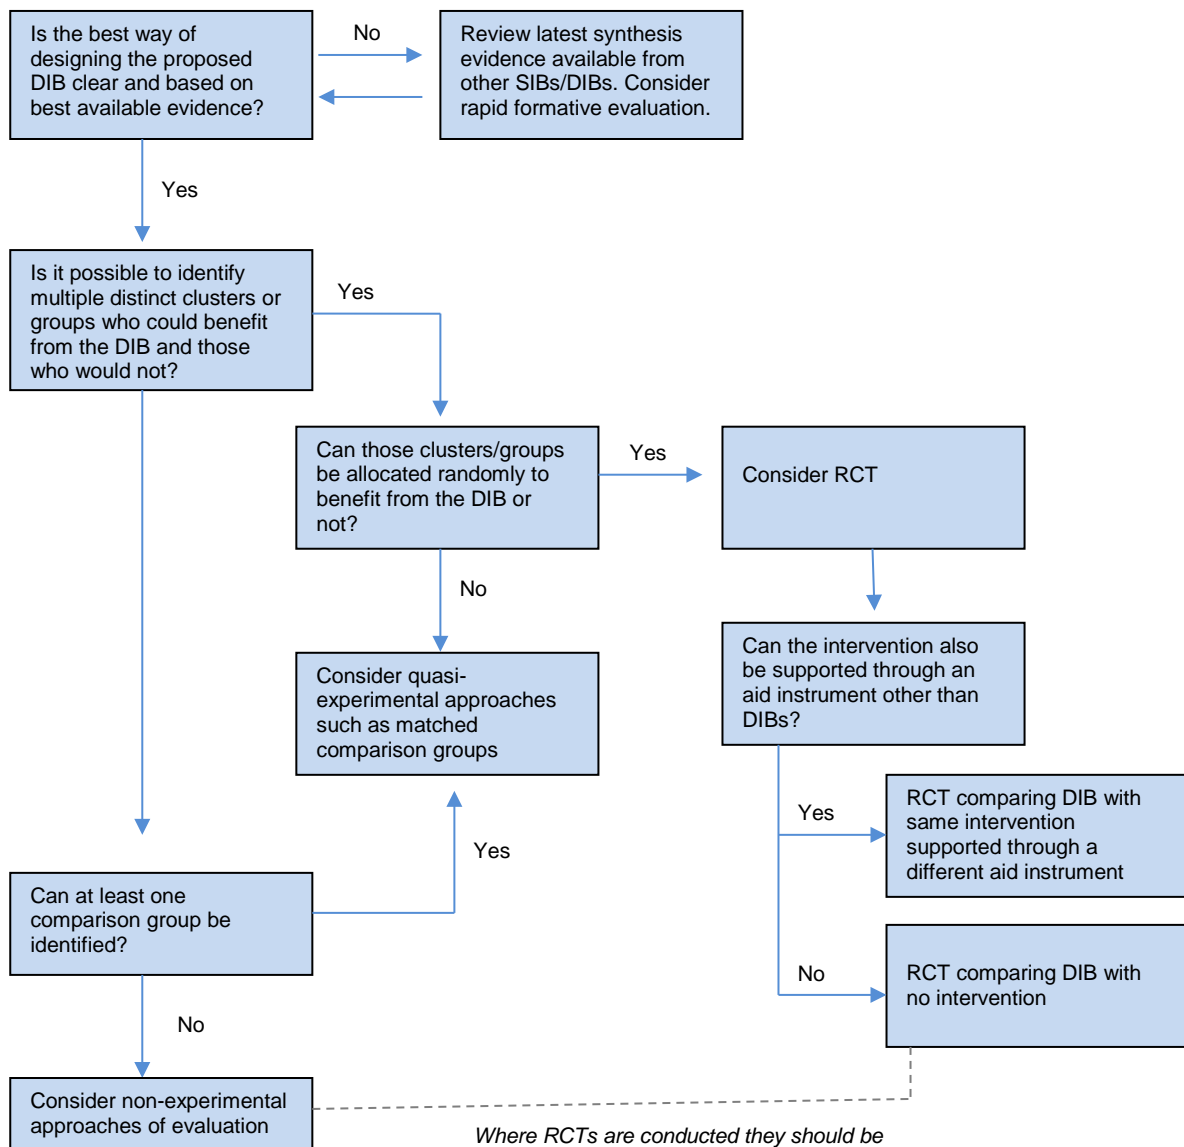 Is the best way of
designing the proposed
DIB clear and based on
best available evidence?
No
Review latest synthesis
evidence available from
other SIBs/DIBs. Consider
rapid formative evaluation.
Yes
Is it possible to identify
multiple distinct clusters or
groups who could benefit
from the DIB and those
who would not?
Yes
Can those clusters/groups
be allocated randomly to
benefit from the DIB or
not?
Yes
Consider RCT
No
Consider quasi-
experimental approaches
such as matched
comparison groups
Can the intervention also
be supported through an
aid instrument other than
DIBs?
Yes
RCT comparing DIB with
same intervention
supported through a
different aid instrument
Yes
Can at least one
comparison group be
identified?
No
RCT comparing DIB with
no intervention
No
Consider non-experimental
approaches of evaluation
Where RCTs are conducted they should be